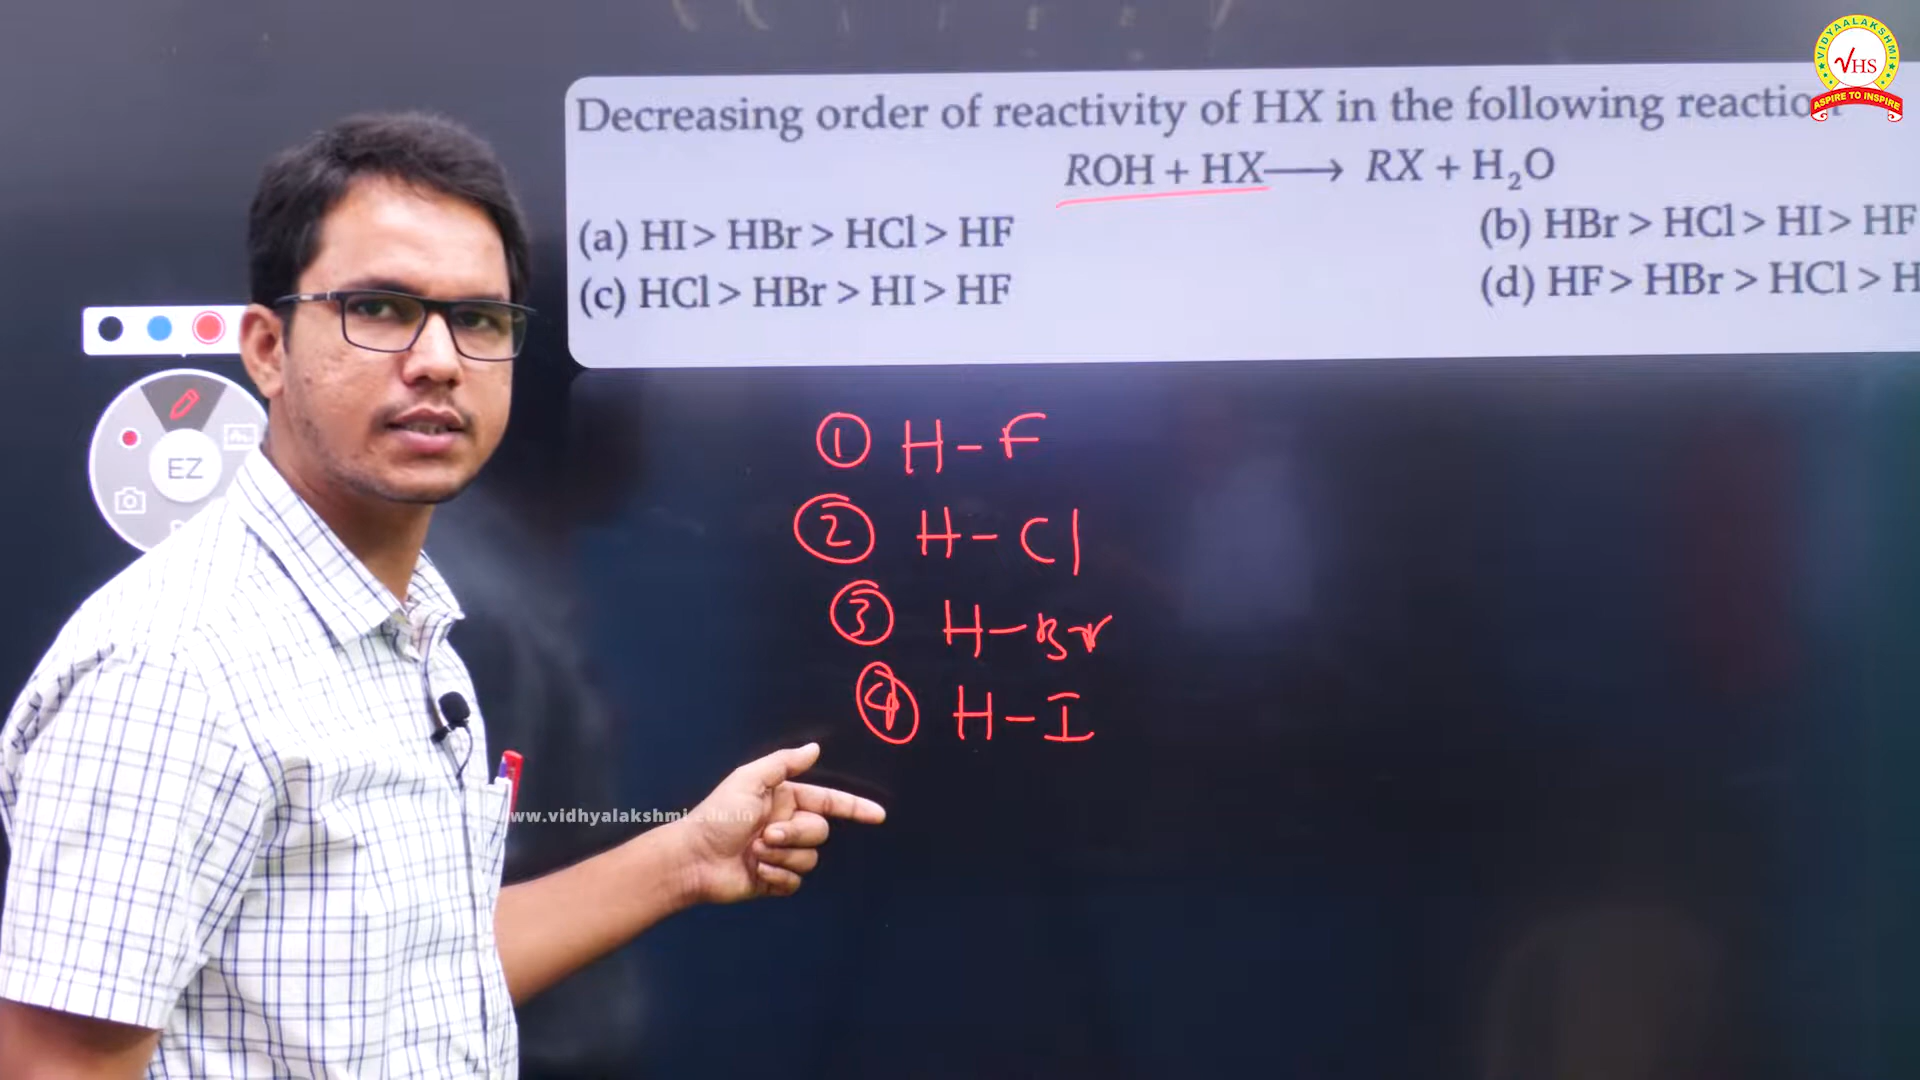 VIDYAALAKSHMI
VHS
ASPIRE TO INSPIRE
Decreasing order of reactivity of HX in the following reaction
ROH + HX ⟶ RX + H₂O
(a) HI > HBr > HCl > HF
(b) HBr > HCl > HI > HF
(c) HCl > HBr > HI > HF
(d) HF > HBr > HCl > H
① H-F
② H-Cl
③ H-Br
④ H-I
EZ
www.vidhyalakshmi.edu.in